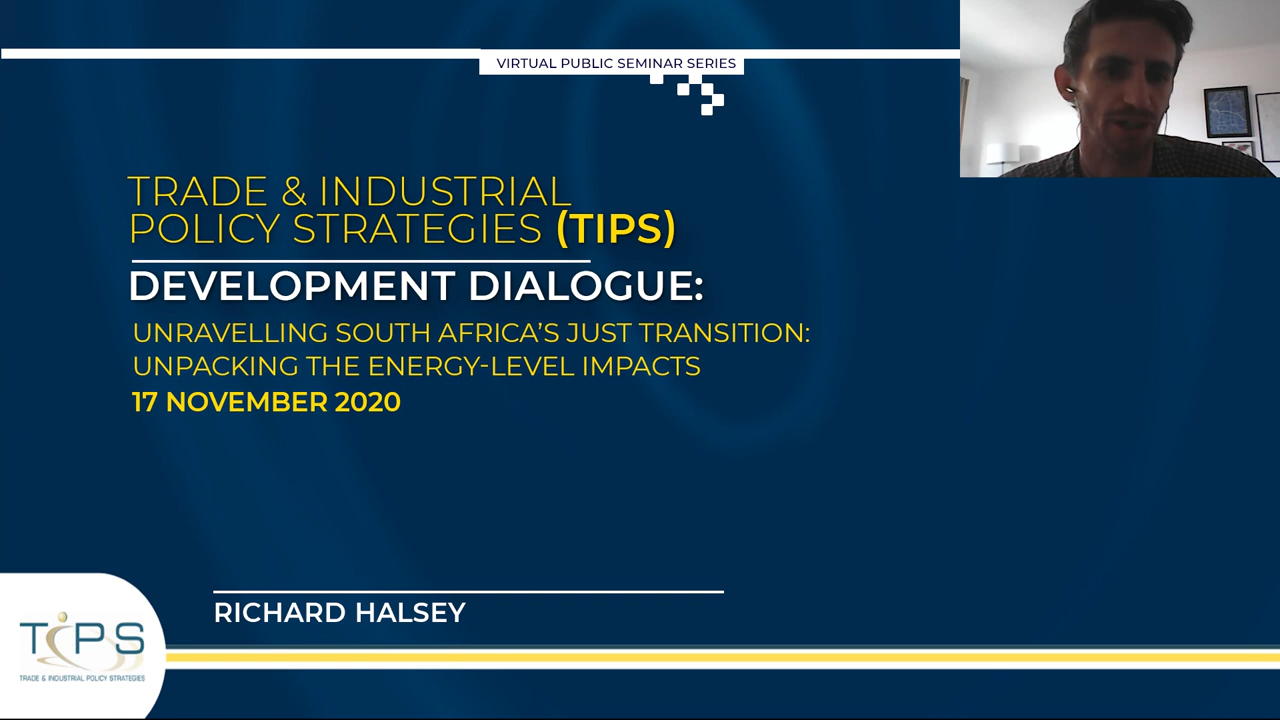 VIRTUAL PUBLIC SEMINAR SERIES
TRADE & INDUSTRIAL
POLICY STRATEGIES (TIPS)
DEVELOPMENT DIALOGUE:
UNRAVELLING SOUTH AFRICA'S JUST TRANSITION:
UNPACKING THE ENERGY-LEVEL IMPACTS
17 NOVEMBER 2020
RICHARD HALSEY
TIPS
TRADE & INDUSTRIAL POLICY STRATEGIES